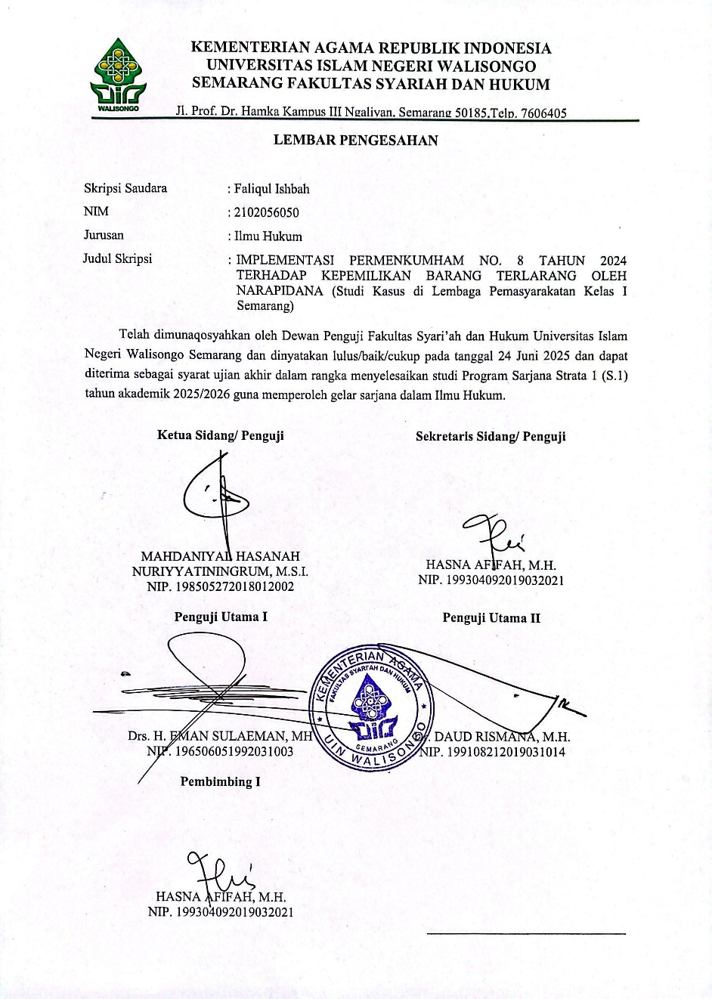 KEMENTERIAN AGAMA REPUBLIK INDONESIA
UNIVERSITAS ISLAM NEGERI WALISONGO
SEMARANG FAKULTAS SYARIAH DAN HUKUM
WALISONGO
Jl. Prof. Dr. Hamka Kampus III Ngaliyan. Semarang 50185.Telp. 7606405
LEMBAR PENGESAHAN
Skripsi Saudara : Faliqul Ishbah
NIM : 2102056050
Jurusan : Ilmu Hukum
Judul Skripsi : IMPLEMENTASI PERMENKUMHAM NO. 8 TAHUN 2024
TERHADAP KEPEMILIKAN BARANG TERLARANG OLEH
NARAPIDANA (Studi Kasus di Lembaga Pemasyarakatan Kelas I
Semarang)
Telah dimunaqosyahkan oleh Dewan Penguji Fakultas Syari'ah dan Hukum Universitas Islam
Negeri Walisongo Semarang dan dinyatakan lulus/baik/cukup pada tanggal 24 Juni 2025 dan dapat
diterima sebagai syarat ujian akhir dalam rangka menyelesaikan studi Program Sarjana Strata 1 (S.1)
tahun akademik 2025/2026 guna memperoleh gelar sarjana dalam Ilmu Hukum.
Ketua Sidang/ Penguji
MAHDANIYAL HASANAH
NURIYYATININGRUM, M.S.I.
NIP. 198505272018012002
Sekretaris Sidang/ Penguji
HASNA AFIFAH, M.H.
NIP. 199304092019032021
Penguji Utama I
Drs. H. EMAN SULAEMAN, MH
NIP. 196506051992031003
KEMENTERIAN AGAMA
FAKULTAS SYARI'AH DAN HUKUM
SEMARANG
UIN WALISONGO
Penguji Utama II
Dr. DAUD RISMANA, M.H.
NIP. 199108212019031014
Pembimbing I
HASNA AFIFAH, M.H.
NIP. 199304092019032021